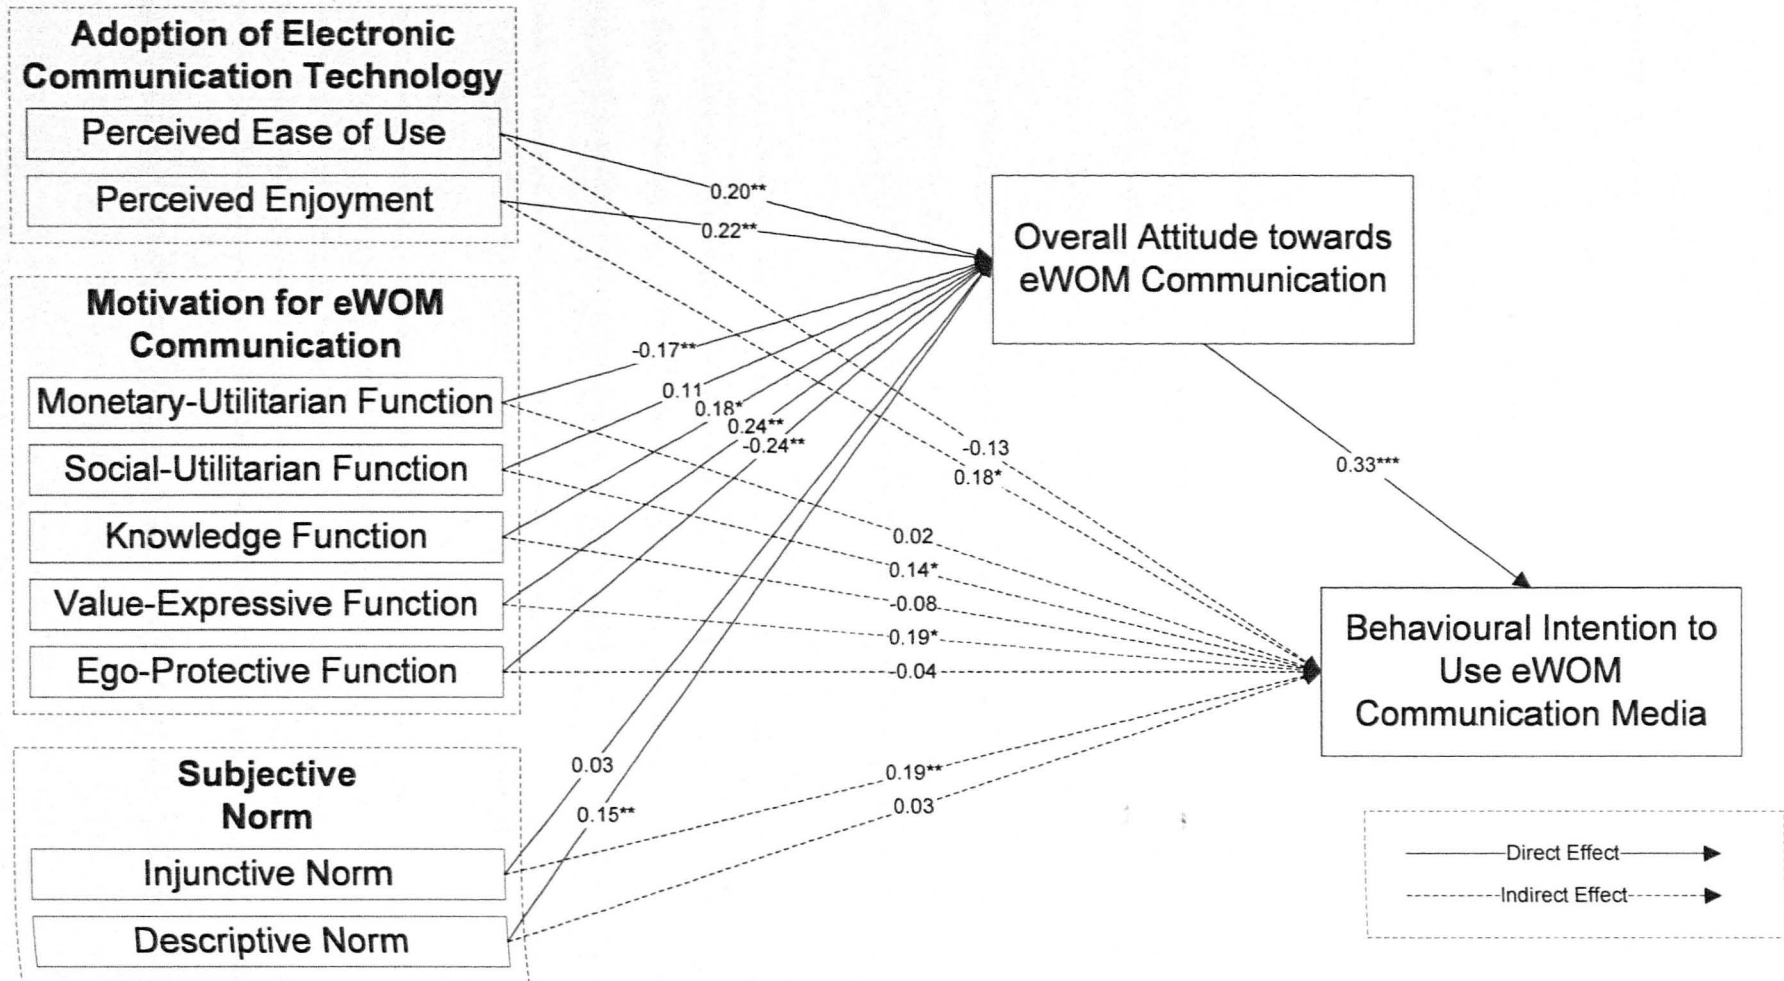 Adoption of Electronic
Communication Technology
Perceived Ease of Use
Perceived Enjoyment
Motivation for eWOM
Communication
Monetary-Utilitarian Function
Social-Utilitarian Function
Knowledge Function
Value-Expressive Function
Ego-Protective Function
Subjective
Norm
Injunctive Norm
Descriptive Norm
0.20**
0.22**
-0.17**
0.11
0.18*
0.24**
-0.24**
0.03
0.15**
-0.13
0.18*
0.02
0.14*
-0.08
0.19*
-0.04
0.19**
0.03
Overall Attitude towards
eWOM Communication
0.33***
Behavioural Intention to
Use eWOM
Communication Media
Direct Effect
Indirect Effect